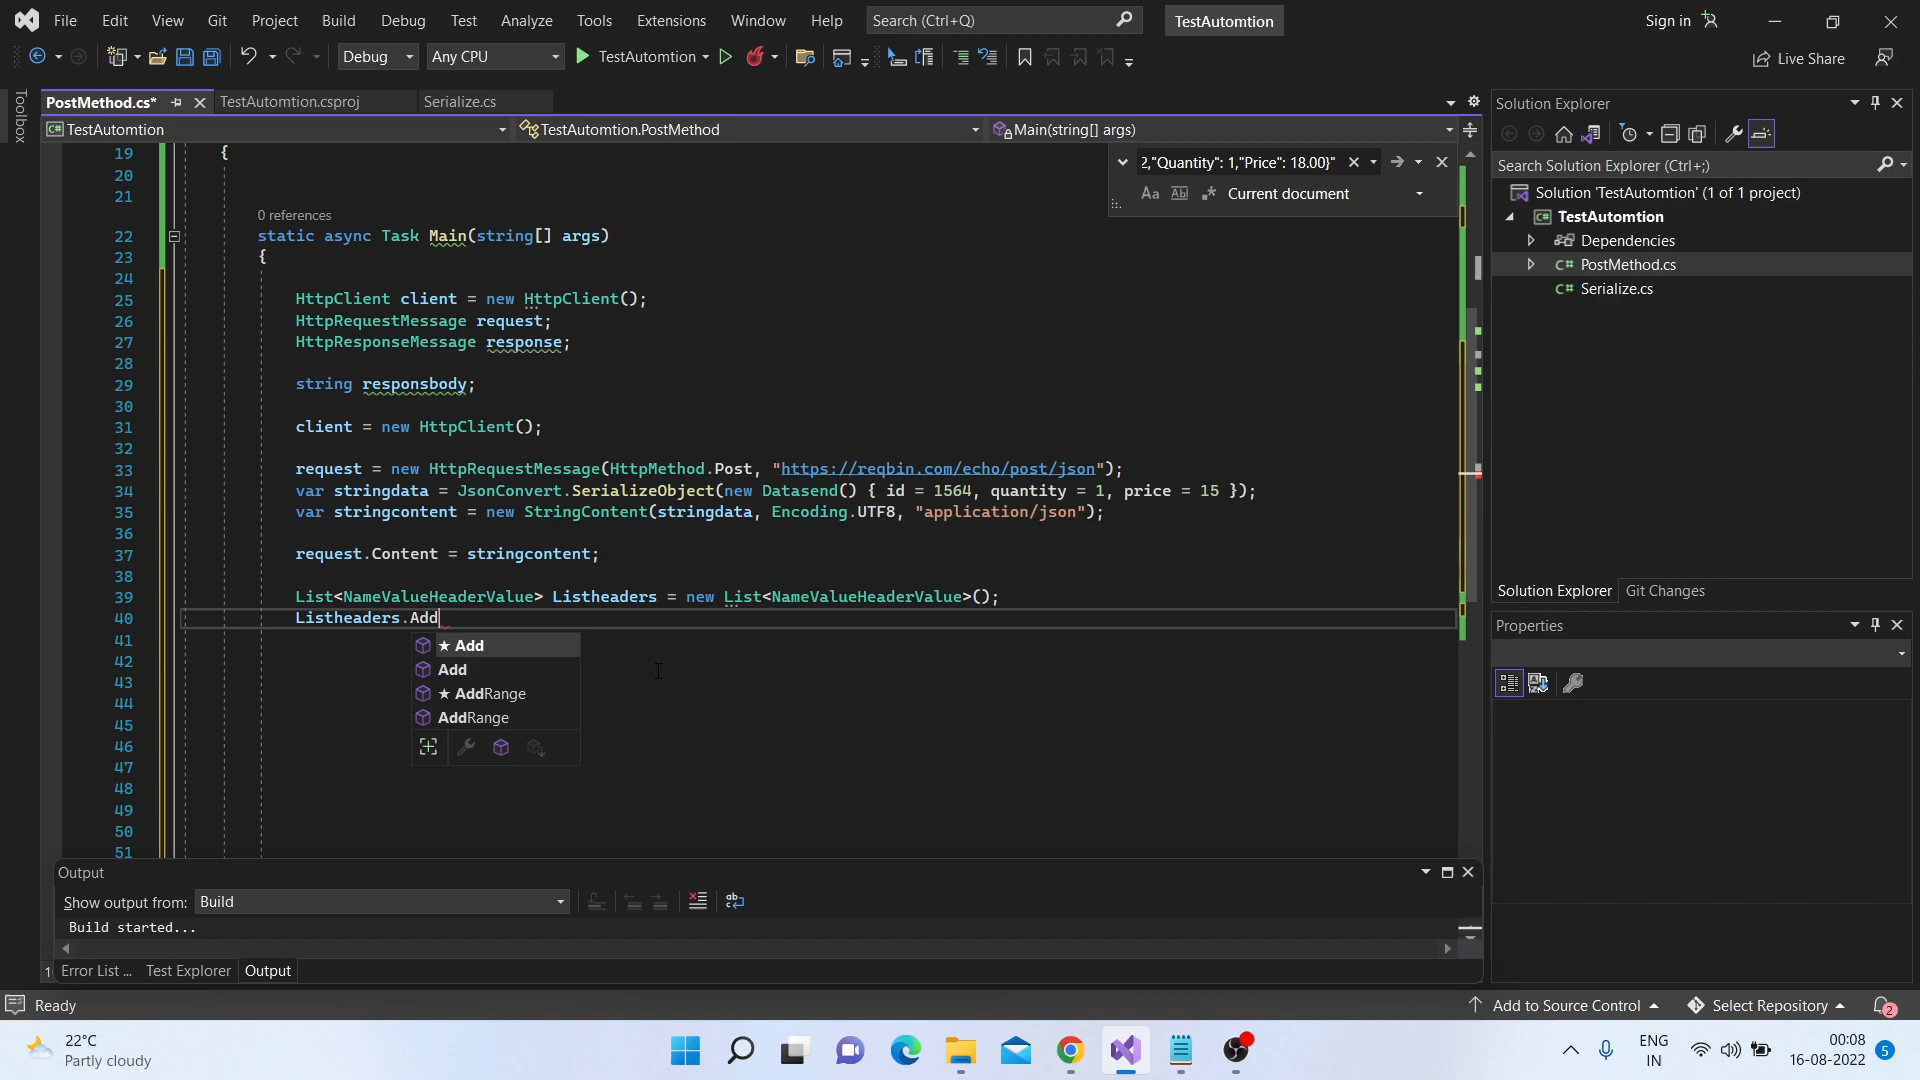 File Edit View Git Project Build Debug Test Analyze Tools Extensions Window Help Search (Ctrl+Q) TestAutomtion Sign in
Debug Any CPU TestAutomtion Live Share
Toolbox
PostMethod.cs* TestAutomtion.csproj Serialize.cs
TestAutomtion TestAutomtion.PostMethod Main(string[] args)
2,"Quantity": 1,"Price": 18.00}"
Aa Abl Current document
19 {
20
21
0 references
22 static async Task Main(string[] args)
23 {
24
25 HttpClient client = new HttpClient();
26 HttpRequestMessage request;
27 HttpResponseMessage response;
28
29 string responsbody;
30
31 client = new HttpClient();
32
33 request = new HttpRequestMessage(HttpMethod.Post, "https://reqbin.com/echo/post/json");
34 var stringdata = JsonConvert.SerializeObject(new Datasend() { id = 1564, quantity = 1, price = 15 });
35 var stringcontent = new StringContent(stringdata, Encoding.UTF8, "application/json");
36
37 request.Content = stringcontent;
38
39 List<NameValueHeaderValue> Listheaders = new List<NameValueHeaderValue>();
40 Listheaders.Add
41
42
43
44
45
46
47
48
49
50
51
★ Add
Add
★ AddRange
AddRange
Solution Explorer
Search Solution Explorer (Ctrl+;)
Solution 'TestAutomtion' (1 of 1 project)
TestAutomtion
Dependencies
PostMethod.cs
Serialize.cs
Solution Explorer Git Changes
Properties
Output
Show output from: Build
Build started...
Error List ... Test Explorer Output
Ready Add to Source Control Select Repository 2
22°C
Partly cloudy
ENG
IN
00:08
16-08-2022
5